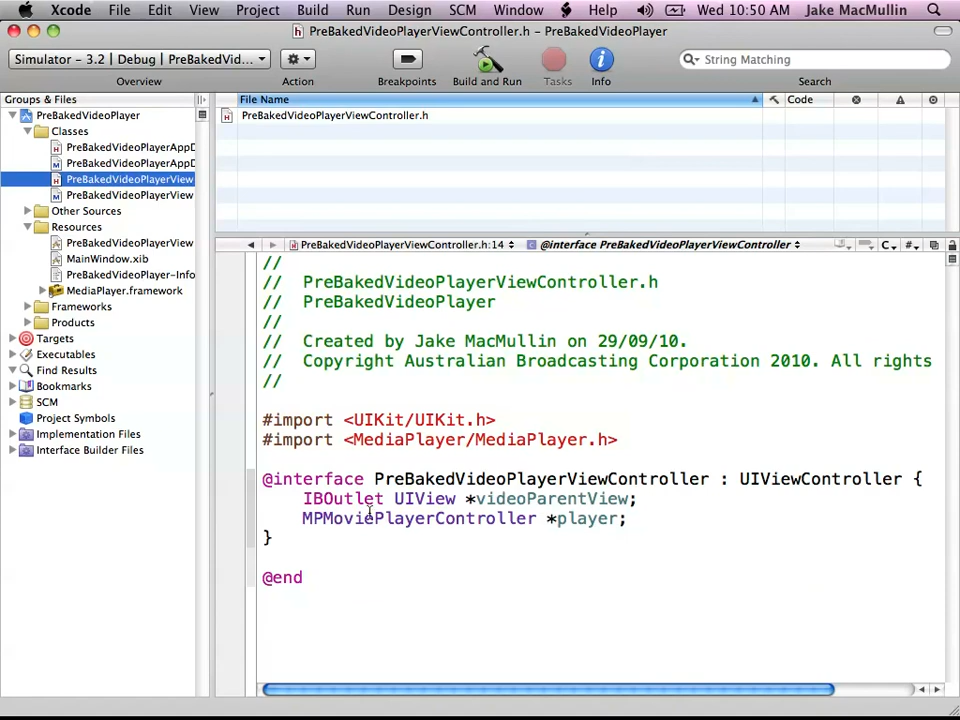 Xcode File Edit View Project Build Run Design SCM Window Help Wed 10:50 AM Jake MacMullin
PreBakedVideoPlayerViewController.h - PreBakedVideoPlayer
Simulator - 3.2 | Debug | PreBakedVid... String Matching
Overview Action Breakpoints Build and Run Tasks Info Search
Groups & Files File Name Code
PreBakedVideoPlayer PreBakedVideoPlayerViewController.h
Classes
PreBakedVideoPlayerAppD
PreBakedVideoPlayerAppD
PreBakedVideoPlayerView
PreBakedVideoPlayerView
Other Sources
Resources
PreBakedVideoPlayerView
MainWindow.xib
PreBakedVideoPlayer-Info
MediaPlayer.framework
Frameworks
Products
Targets
Executables
Find Results
Bookmarks
SCM
Project Symbols
Implementation Files
Interface Builder Files
PreBakedVideoPlayerViewController.h:14 @interface PreBakedVideoPlayerViewController C #
//
// PreBakedVideoPlayerViewController.h
// PreBakedVideoPlayer
//
// Created by Jake MacMullin on 29/09/10.
// Copyright Australian Broadcasting Corporation 2010. All rights
//
#import <UIKit/UIKit.h>
#import <MediaPlayer/MediaPlayer.h>
@interface PreBakedVideoPlayerViewController : UIViewController {
IBOutlet UIView *videoParentView;
MPMoviePlayerController *player;
}
@end